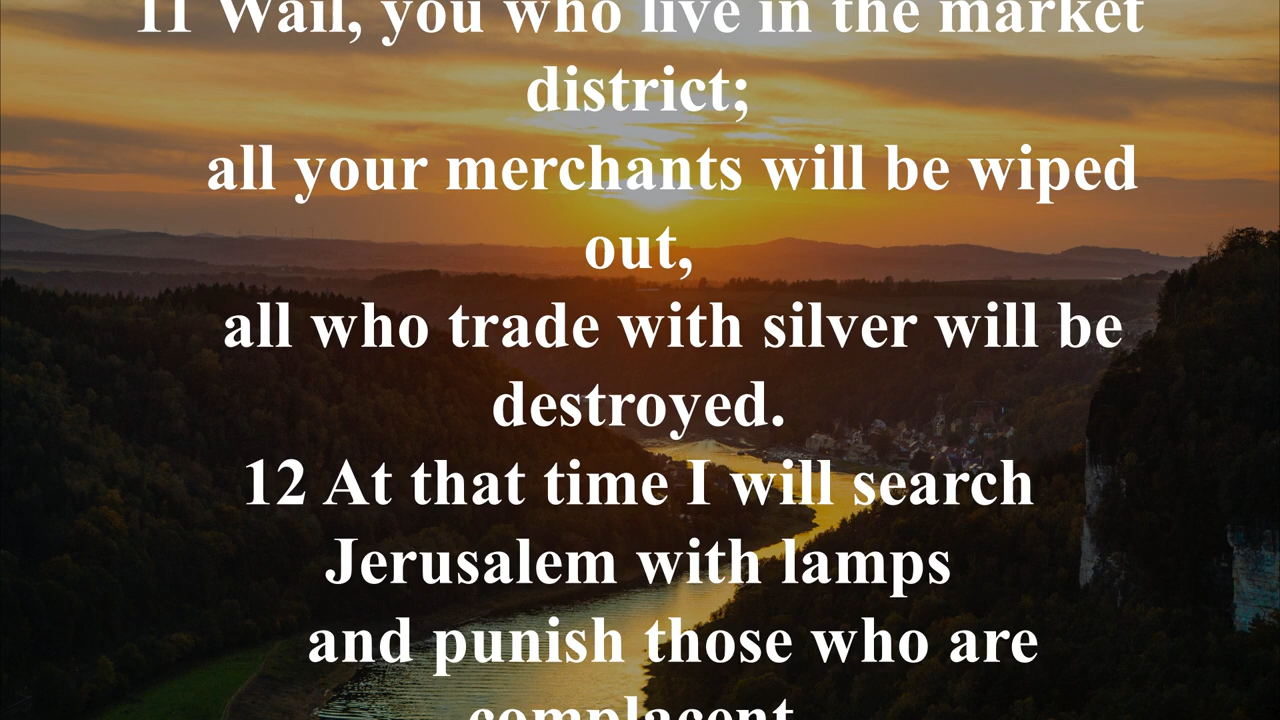 11 Wail, you who live in the market
district;
all your merchants will be wiped
out,
all who trade with silver will be
destroyed.
12 At that time I will search
Jerusalem with lamps
and punish those who are
complacent,